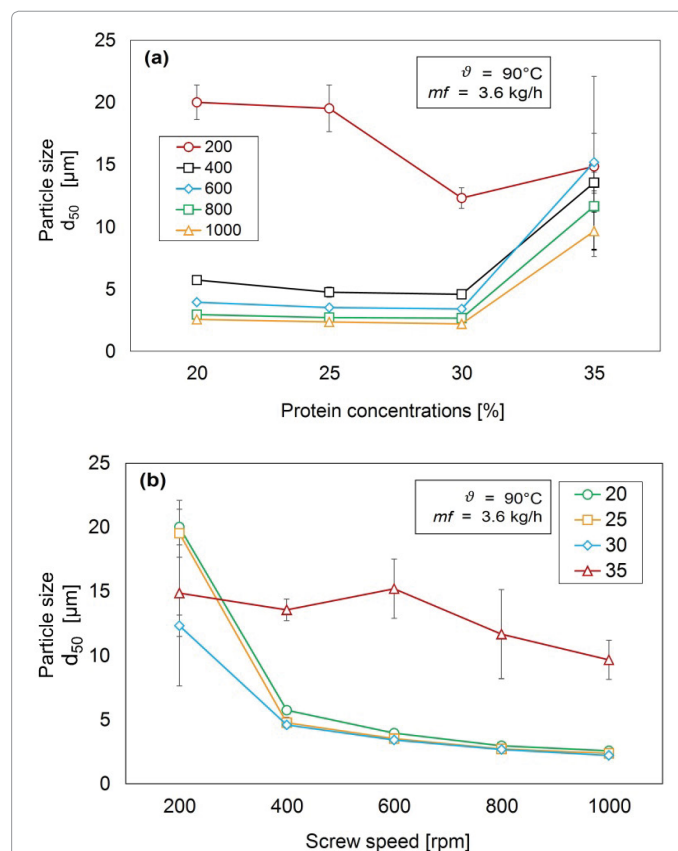 (a)
ϑ = 90°C
mf = 3.6 kg/h
200
400
600
800
1000
25
20
15
10
5
0
Particle size
d50 [µm]
20 25 30 35
Protein concentrations [%]
(b)
ϑ = 90°C
mf = 3.6 kg/h
20
25
30
35
25
20
15
10
5
0
Particle size
d50 [µm]
200 400 600 800 1000
Screw speed [rpm]